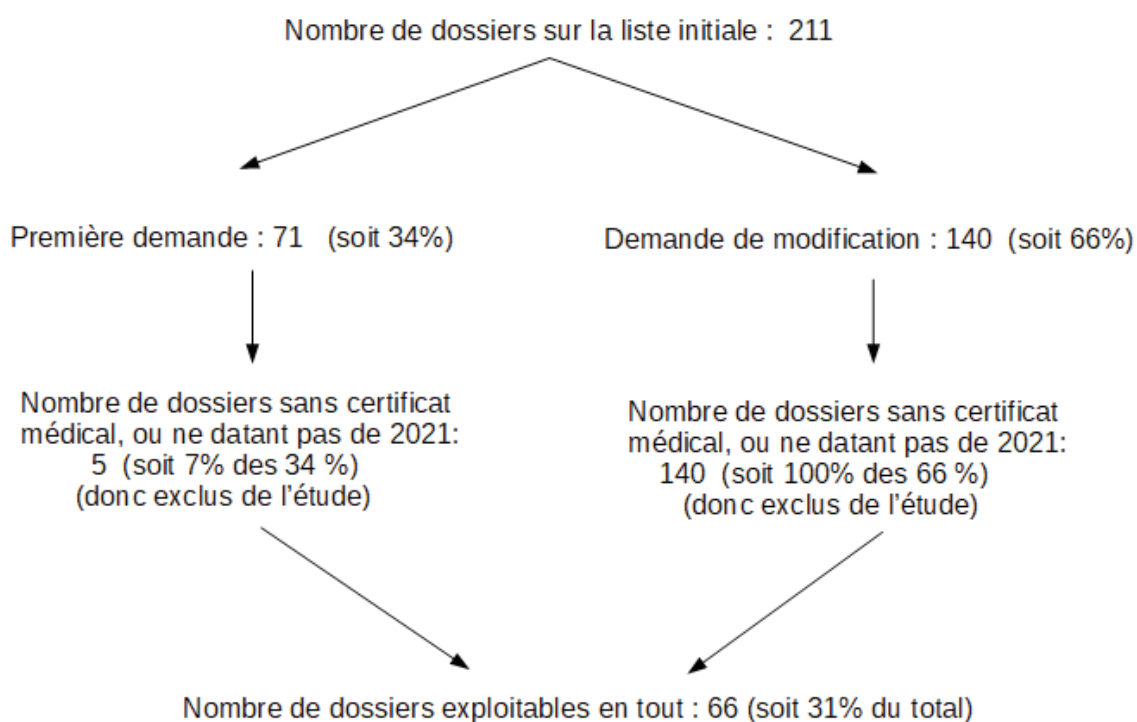 Nombre de dossiers sur la liste initiale : 211
Première demande : 71 (soit 34%)
Demande de modification : 140 (soit 66%)
Nombre de dossiers sans certificat
médical, ou ne datant pas de 2021:
5 (soit 7% des 34 %)
(donc exclus de l'étude)
Nombre de dossiers sans certificat
médical, ou ne datant pas de 2021:
140 (soit 100% des 66 %)
(donc exclus de l'étude)
Nombre de dossiers exploitables en tout : 66 (soit 31% du total)